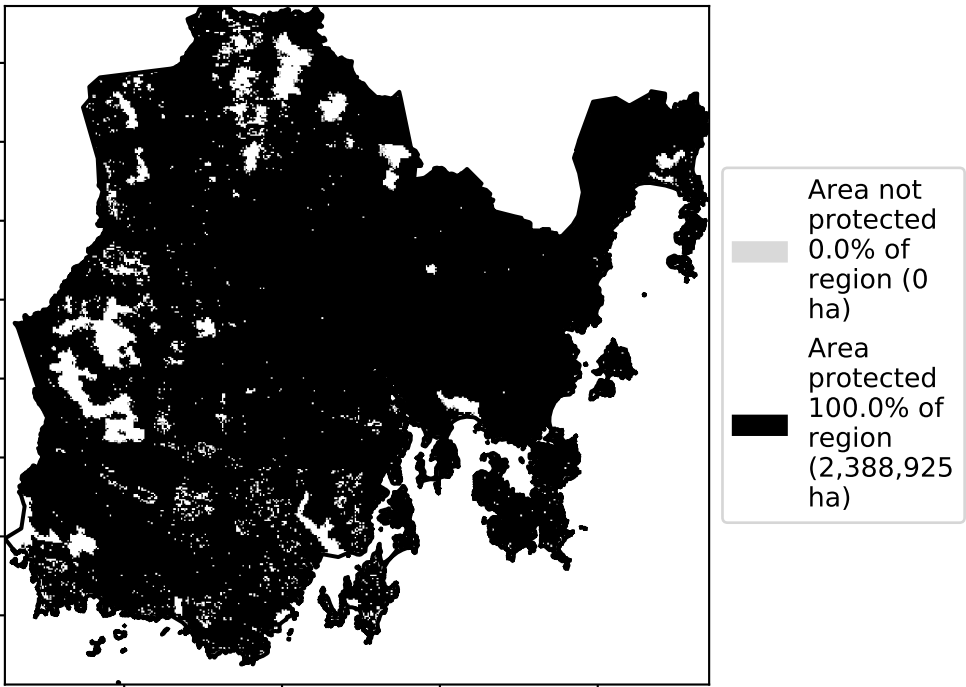 Area not
protected
0.0% of
region (0
ha)
Area
protected
100.0% of
region
(2,388,925
ha)